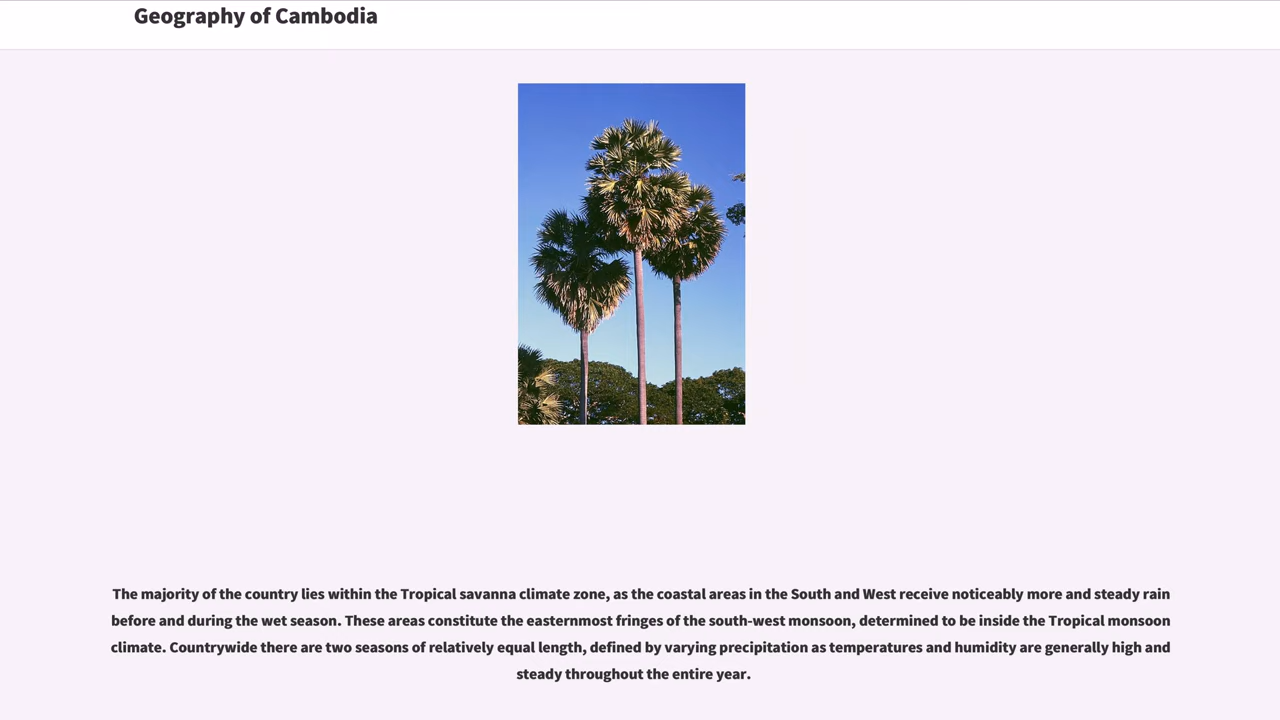 Geography of Cambodia
The majority of the country lies within the Tropical savanna climate zone, as the coastal areas in the South and West receive noticeably more and steady rain
before and during the wet season. These areas constitute the easternmost fringes of the south-west monsoon, determined to be inside the Tropical monsoon
climate. Countrywide there are two seasons of relatively equal length, defined by varying precipitation as temperatures and humidity are generally high and
steady throughout the entire year.